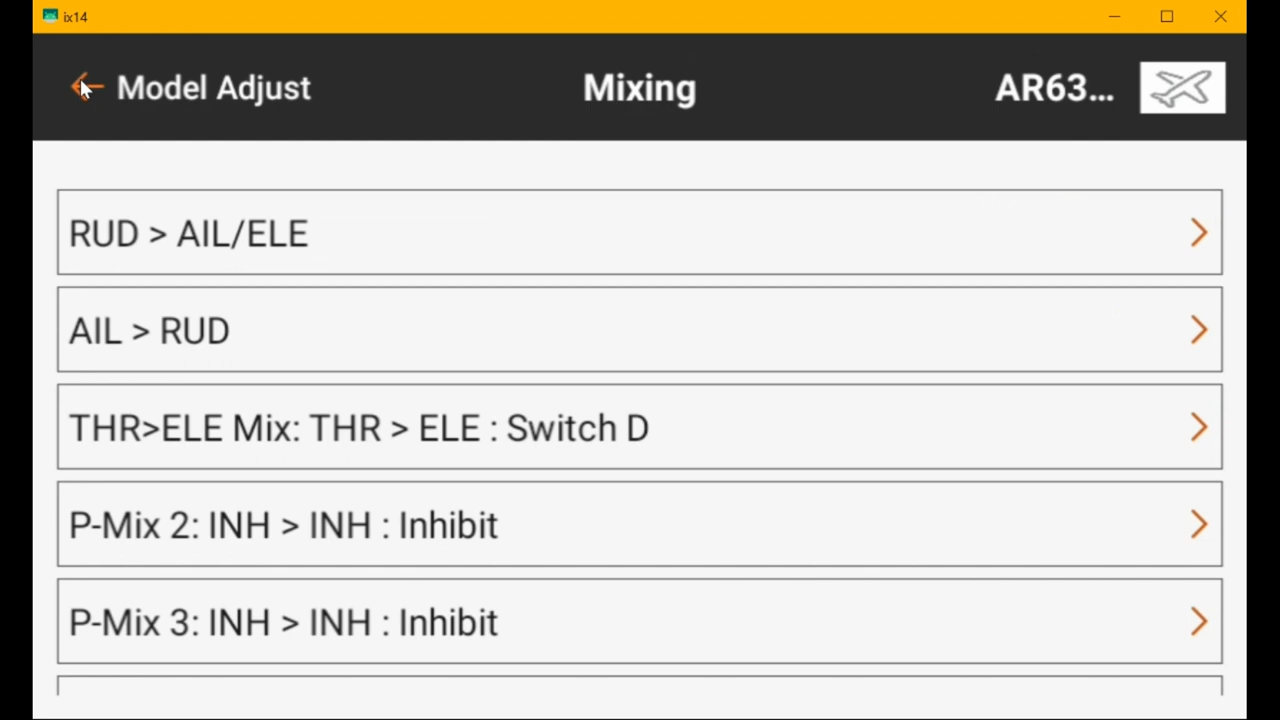 ix14
Model Adjust
Mixing
AR63...
RUD > AIL/ELE
AIL > RUD
THR>ELE Mix: THR > ELE : Switch D
P-Mix 2: INH > INH : Inhibit
P-Mix 3: INH > INH : Inhibit